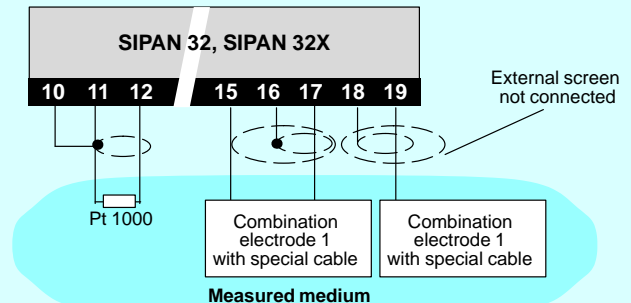 SIPAN 32, SIPAN 32X
10 11 12 15 16 17 18 19
External screen
not connected
Pt 1000
Combination
electrode 1
with special cable
Combination
electrode 1
with special cable
Measured medium